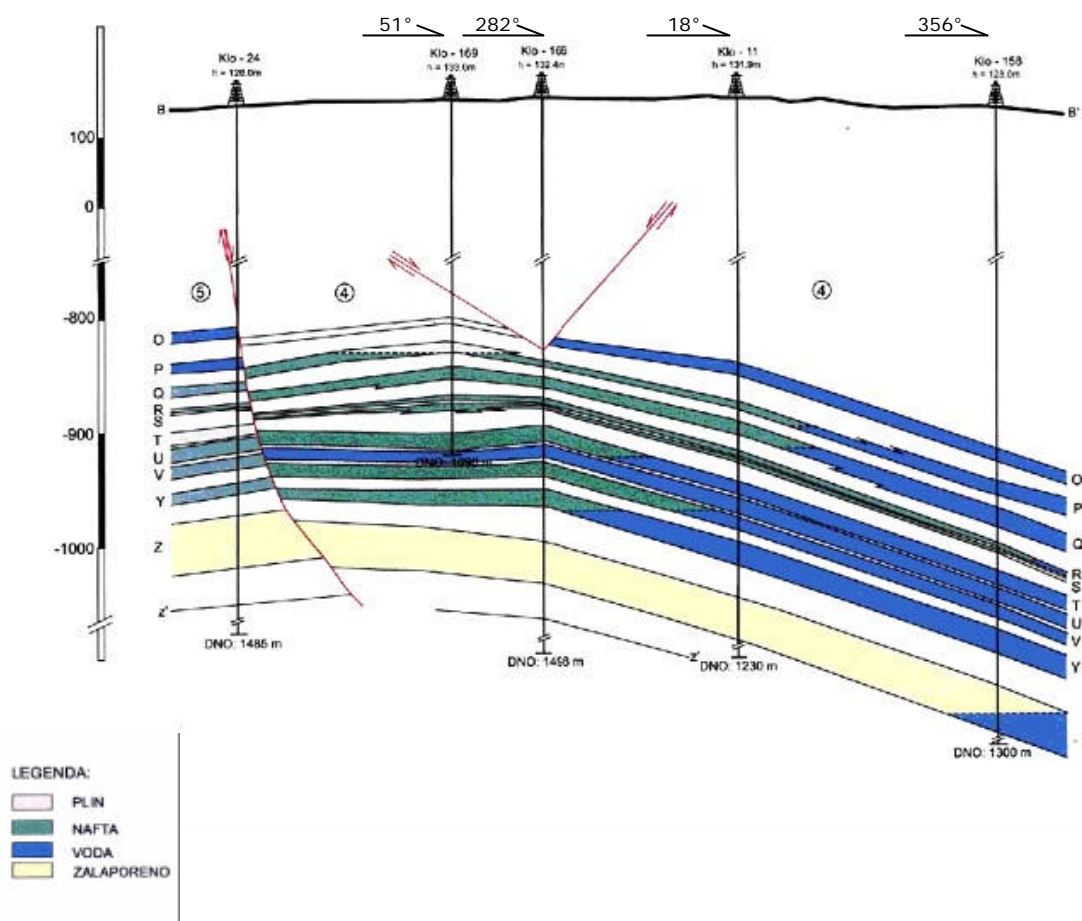 51° 282° 18° 356°
Klo - 24
h = 128.0m
Klo - 169
h = 133.0m
Klo - 166
h = 132.4m
Klo - 11
h = 131.9m
Klo - 158
h = 128.0m
B B'
100
0
5 4 4
-800
O
P
Q
R
S
T
U
V
Y
Z
z'
-900
-1000
O
P
Q
R
S
T
U
V
Y
z'
DNO: 1485 m
DNO: 1498 m
DNO: 1230 m
DNO: 1300 m
LEGENDA:
PLIN
NAFTA
VODA
ZALAPORENO